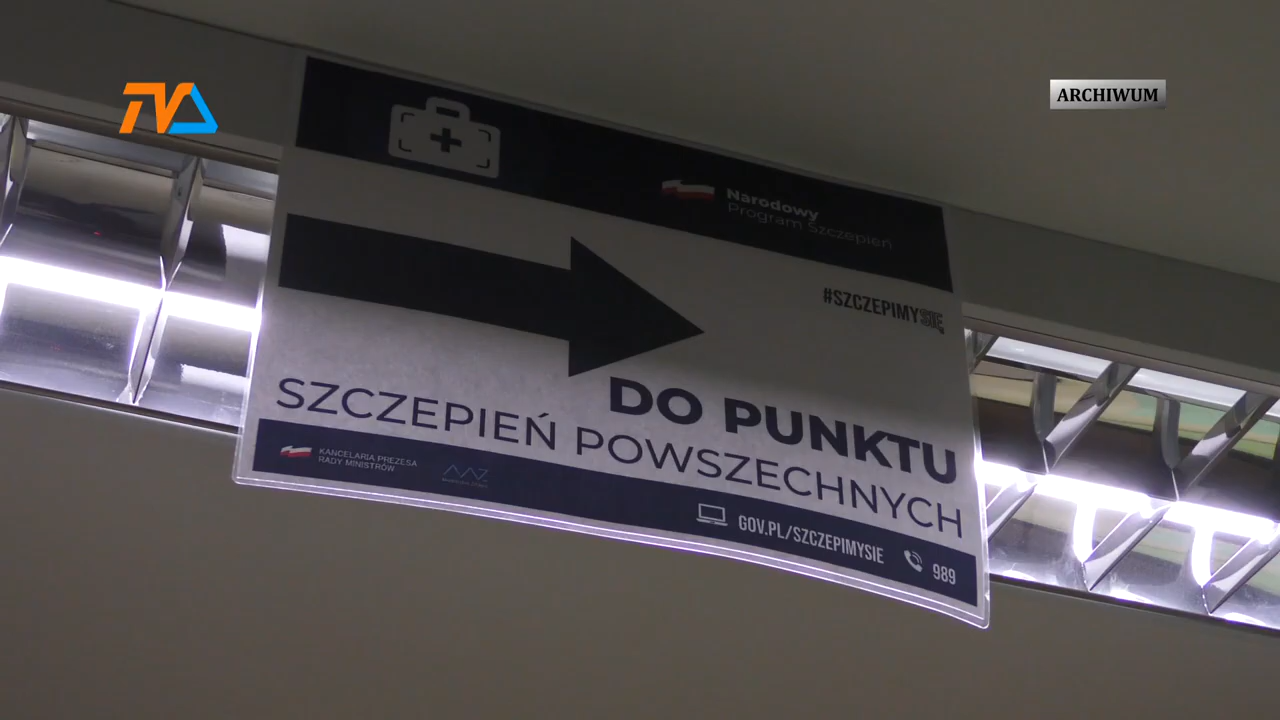 TVA
ARCHIWUM
Narodowy
Program Szczepień
#SZCZEPIMYSIĘ
DO PUNKTU
SZCZEPIEŃ POWSZECHNYCH
KANCELARIA PREZESA
RADY MINISTRÓW
GOV.PL/SZCZEPIMYSIE
989